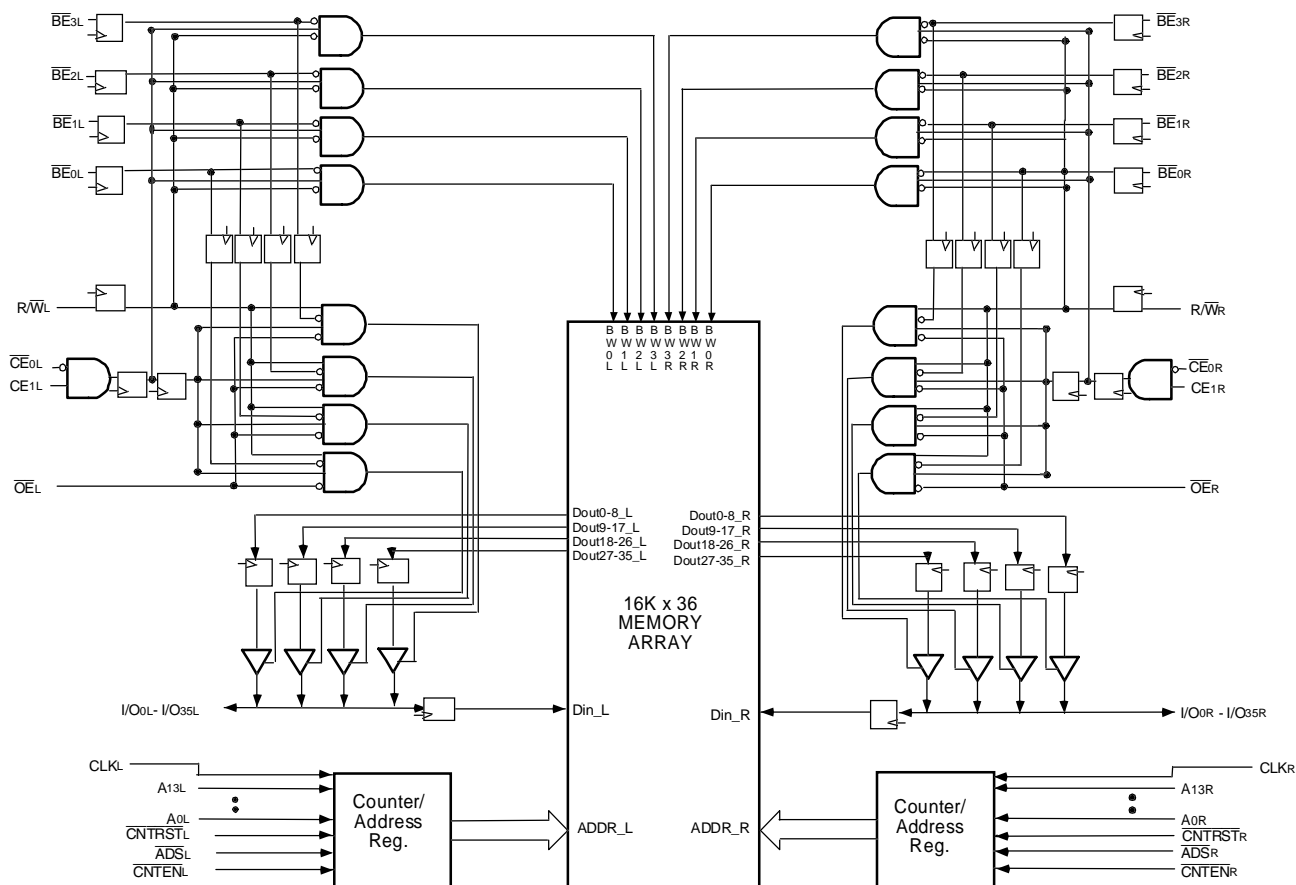 BE3L
BE3R
BE2L
BE2R
BE1L
BE1R
BE0L
BE0R
R/WL
R/WR
B W 0 L
B W 1 L
B W 2 L
B W 3 L
B W 3 R
B W 2 R
B W 1 R
B W 0 R
CE0L
CE1L
CE0R
CE1R
OEL
OER
Dout0-8_L
Dout9-17_L
Dout18-26_L
Dout27-35_L
Dout0-8_R
Dout9-17_R
Dout18-26_R
Dout27-35_R
16K x 36
MEMORY
ARRAY
I/O0L- I/O35L
Din_L
Din_R
I/O0R - I/O35R
CLKL
A13L
A0L
CNTRSTL
ADSL
CNTENL
Counter/
Address
Reg.
ADDR_L
ADDR_R
Counter/
Address
Reg.
CLKR
A13R
A0R
CNTRSTR
ADSR
CNTENR